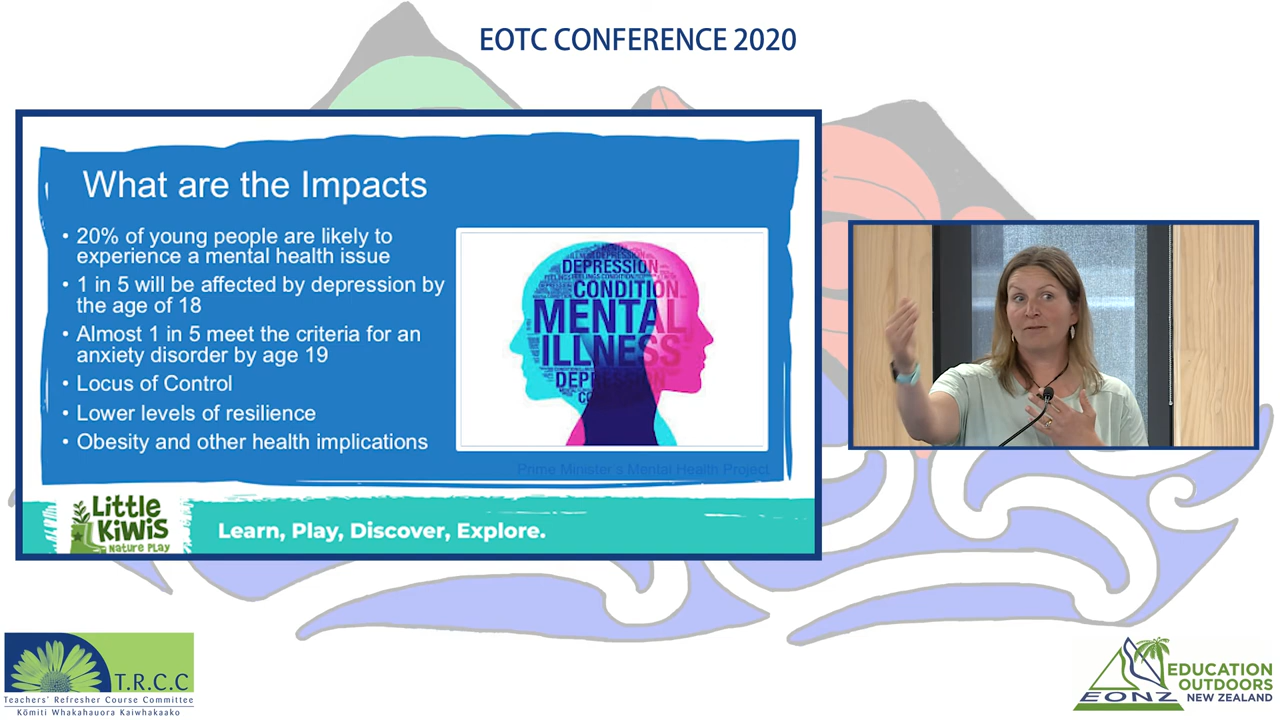 EOTC CONFERENCE 2020
What are the Impacts
• 20% of young people are likely to
experience a mental health issue
• 1 in 5 will be affected by depression by
the age of 18
• Almost 1 in 5 meet the criteria for an
anxiety disorder by age 19
• Locus of Control
• Lower levels of resilience
• Obesity and other health implications
DEPRESSION
CONDITION
MENTAL
ILLNESS
Prime Minister's Mental Health Project
Little
Kiwis
NATURE PLAY
Learn, Play, Discover, Explore.
T.R.C.C
Teachers' Refresher Course Committee
Kōmiti Whakahauora Kaiwhakaako
EONZ
EDUCATION
OUTDOORS
NEW ZEALAND